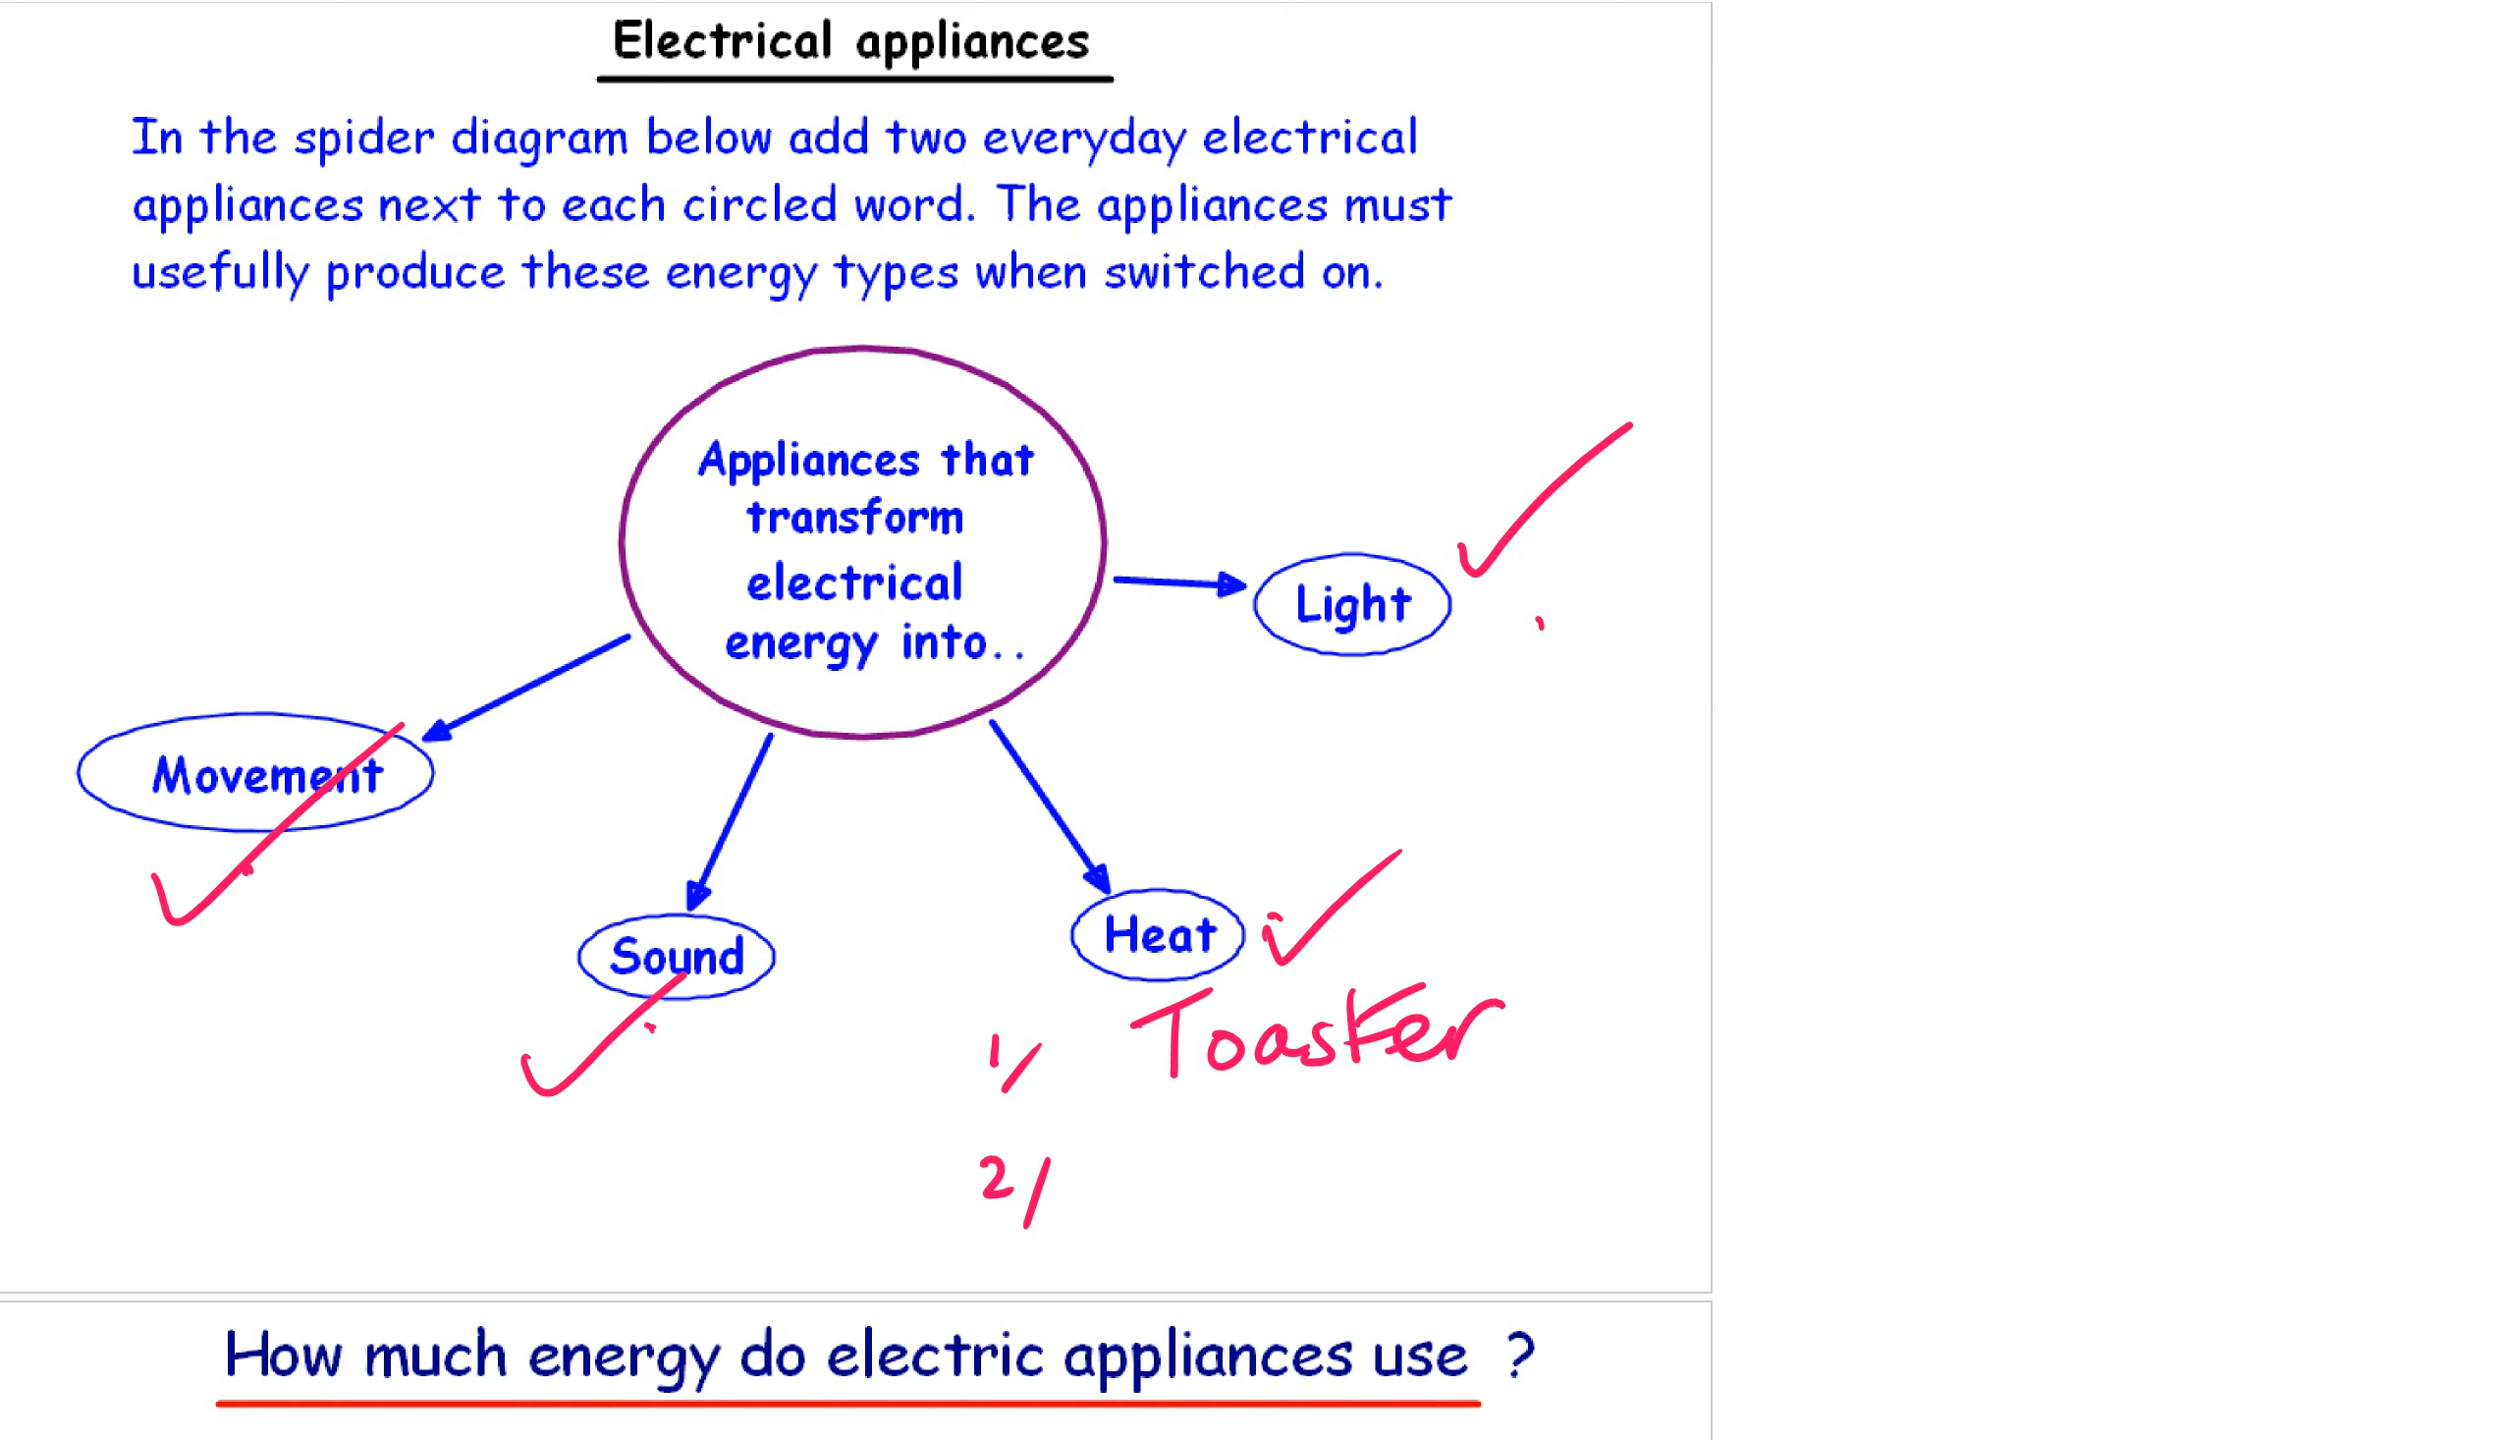 Electrical appliances
In the spider diagram below add two everyday electrical
appliances next to each circled word. The appliances must
usefully produce these energy types when switched on.
Appliances that
transform
electrical
energy into..
Light
Movement
Sound
Heat
1/ Toaster
2/
How much energy do electric appliances use ?